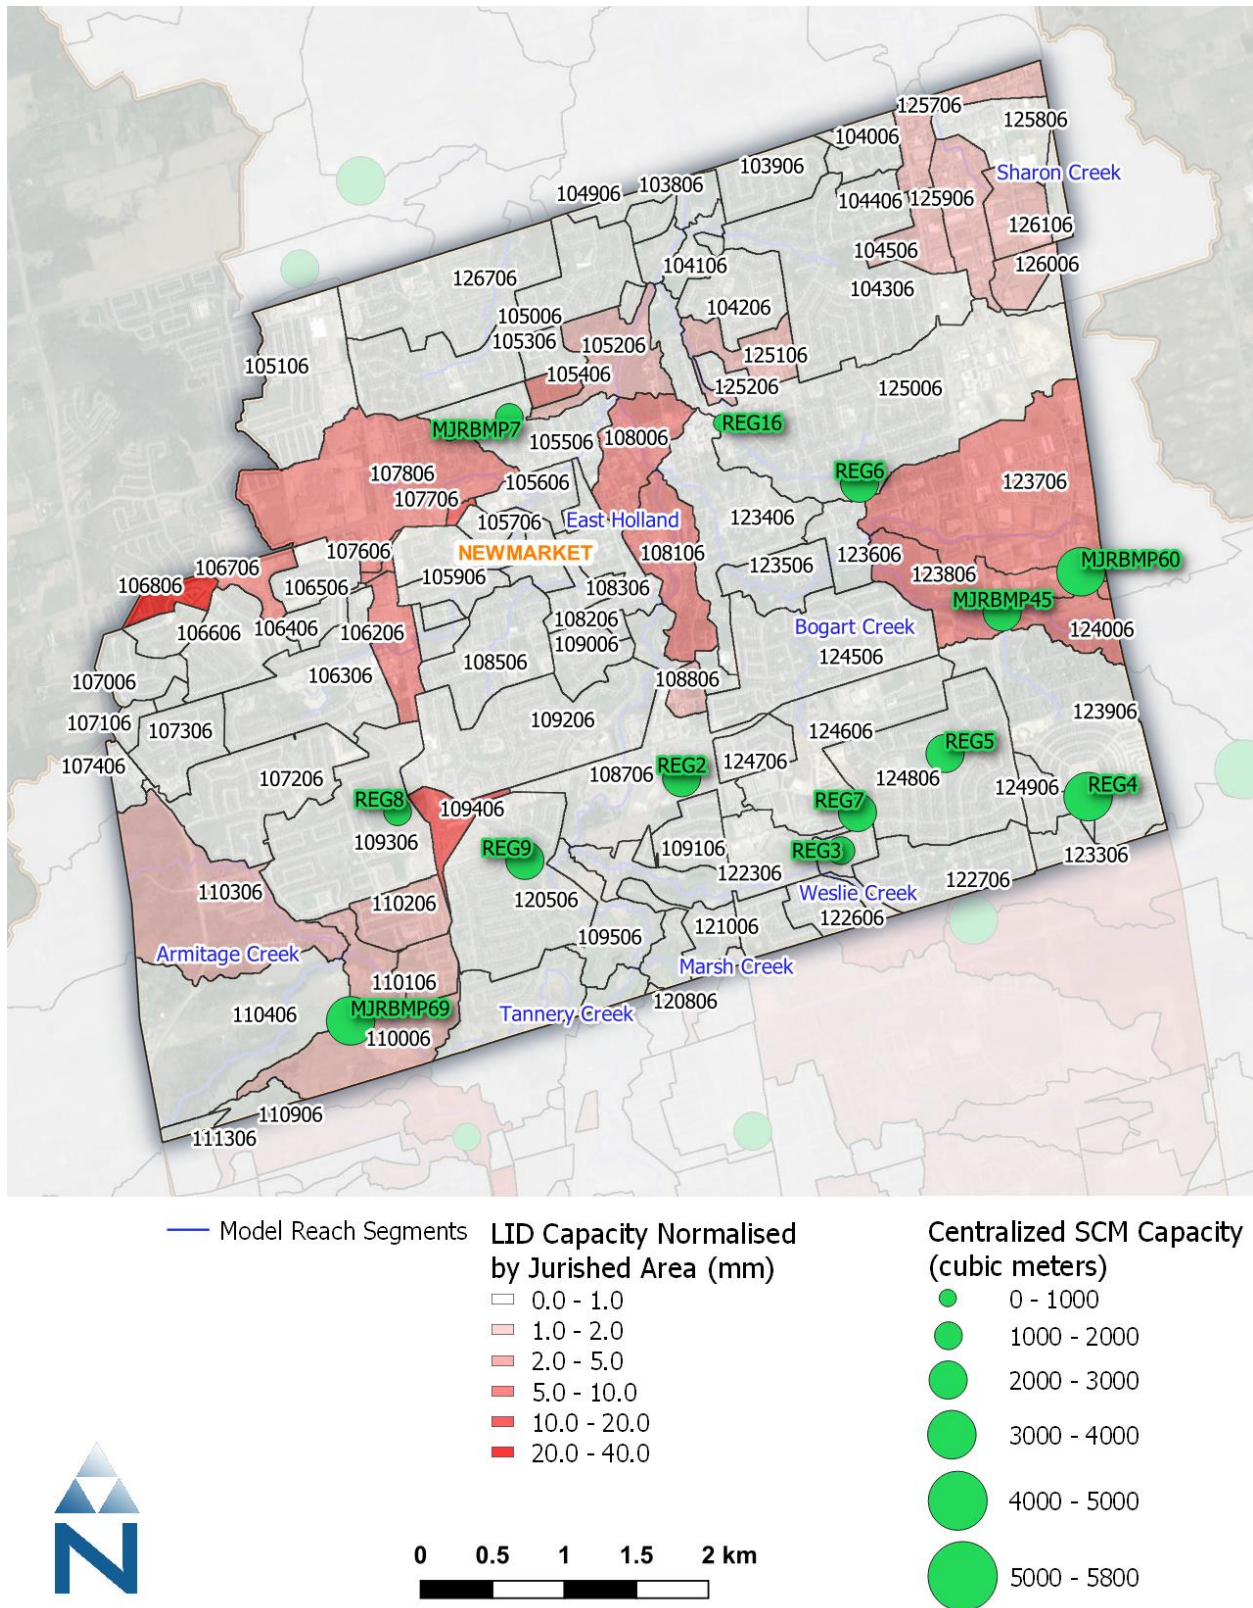 125706
125806
104006
103906
Sharon Creek
103806
104906
104406
125906
126106
104506
126006
104106
126706
104306
104206
105006
105306
105206
125106
105106
105406
125206
125006
MJRBMP7
REG16
108006
105506
107806
REG6
123706
105606
107706
105706
East Holland
123406
NEWMARKET
107606
108106
123606
MJRBMP60
106706
123506
105906
123806
106806
106506
108306
MJRBMP45
108206
106606
106406
106206
Bogart Creek
124006
109006
124506
108506
106306
108806
107006
123906
109206
107106
107306
124606
REG5
107406
124706
REG2
108706
107206
124806
124906
REG4
REG8
109406
REG7
109306
REG9
109106
REG3
123306
122306
122706
110306
120506
Weslie Creek
110206
122606
121006
109506
Armitage Creek
Marsh Creek
110106
120806
MJRBMP69
110406
Tannery Creek
110006
110906
111306
Model Reach Segments
LID Capacity Normalised
by Jurished Area (mm)
0.0 - 1.0
1.0 - 2.0
2.0 - 5.0
5.0 - 10.0
10.0 - 20.0
20.0 - 40.0
Centralized SCM Capacity
(cubic meters)
0 - 1000
1000 - 2000
2000 - 3000
3000 - 4000
4000 - 5000
5000 - 5800
N
0 0.5 1 1.5 2 km